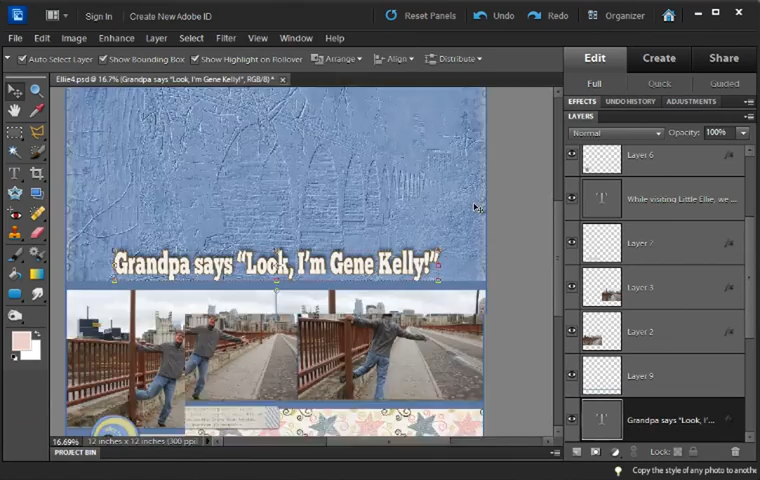 Sign In
Create New Adobe ID
Reset Panels
Undo
Redo
Organizer
File Edit Image Enhance Layer Select Filter View Window Help
Auto Select Layer Show Bounding Box Show Highlight on Rollover Arrange Align Distribute
Ellie4.psd @ 16.7% (Grandpa says "Look, I'm Gene Kelly!", RGB/8) *
Edit Create Share
Full Quick Guided
EFFECTS UNDO HISTORY ADJUSTMENTS
LAYERS
Normal Opacity: 100%
Layer 6
While visiting Little Ellie, we ...
Layer 7
Layer 3
Layer 2
Layer 9
Grandpa says "Look, I'...
Lock:
Grandpa says “Look, I’m Gene Kelly!”
16.69% 12 inches x 12 inches (300 ppi)
PROJECT BIN
Copy the style of any photo to anothe